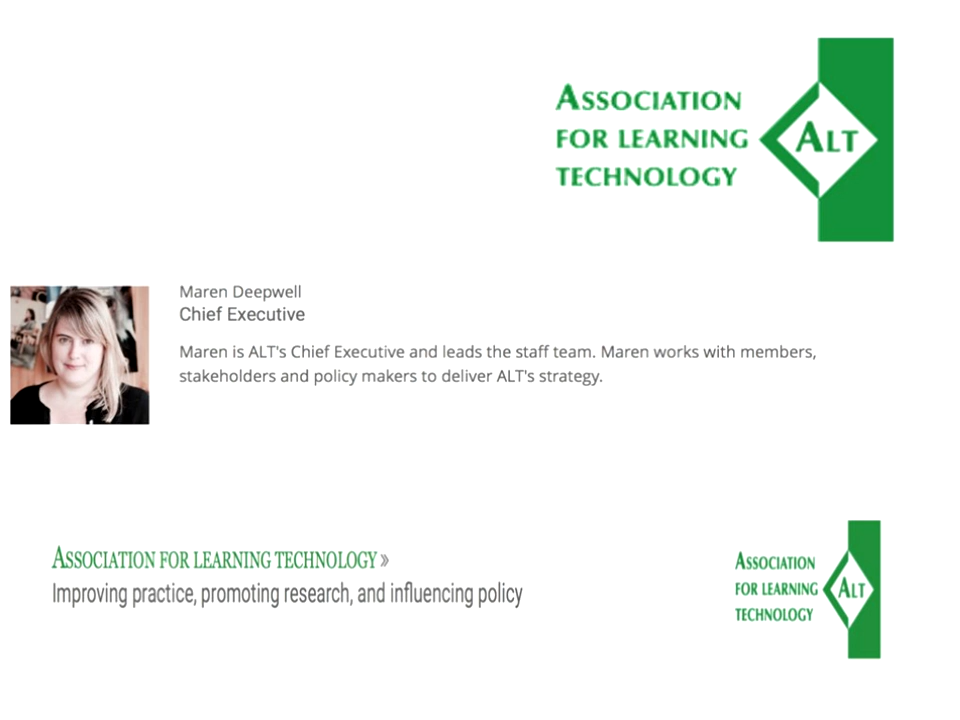 ASSOCIATION
FOR LEARNING
TECHNOLOGY
ALT
Maren Deepwell
Chief Executive
Maren is ALT's Chief Executive and leads the staff team. Maren works with members,
stakeholders and policy makers to deliver ALT's strategy.
ASSOCIATION FOR LEARNING TECHNOLOGY »
Improving practice, promoting research, and influencing policy
ASSOCIATION
FOR LEARNING
TECHNOLOGY
ALT